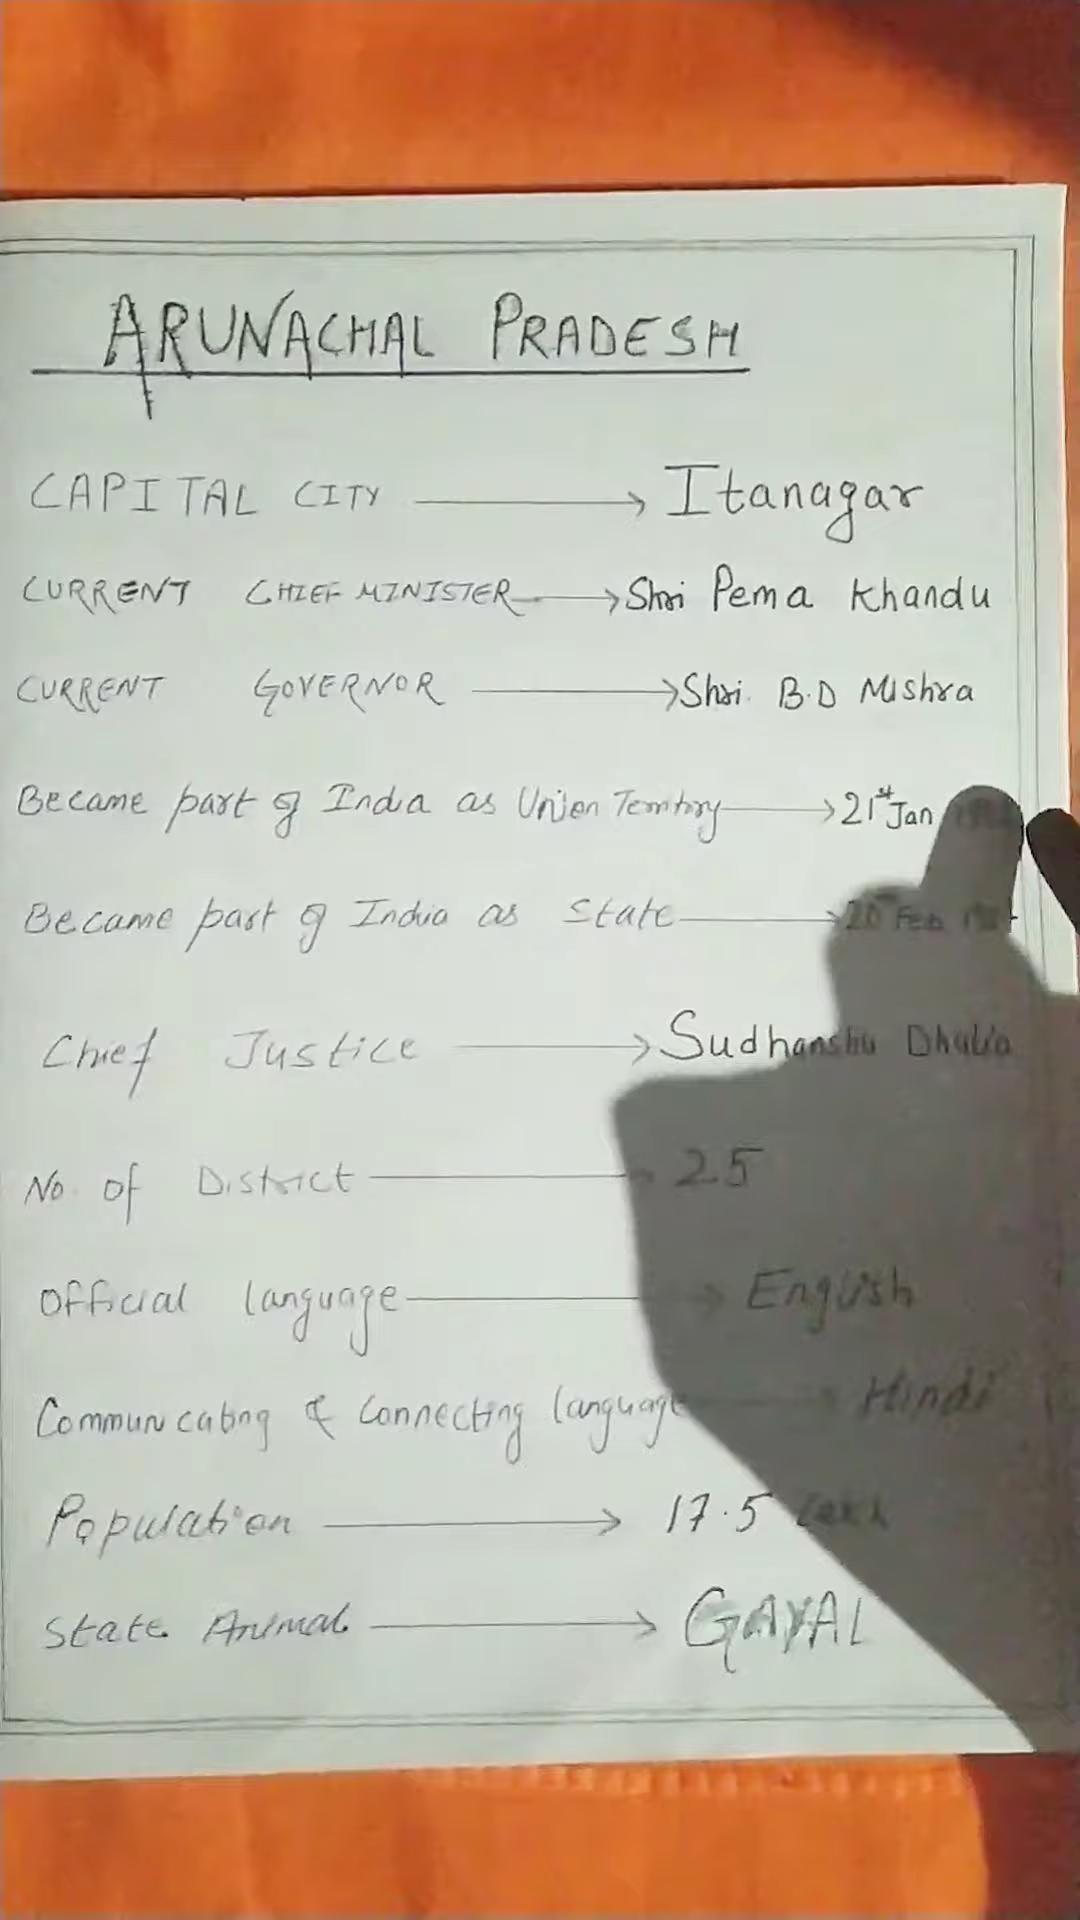 ARUNACHAL PRADESH
CAPITAL CITY → Itanagar
CURRENT CHIEF MINISTER → Shri Pema Khandu
CURRENT GOVERNOR → Shri. B.D Mishra
Became part of India as Union Territory → 21st Jan
Became part of India as State → 20th Feb
Chief Justice → Sudhanshu Dhulia
No. of District → 25
Official language → English
Communicating & Connecting language → Hindi
Population → 17.5 Lakh
State Animal → GAYAL